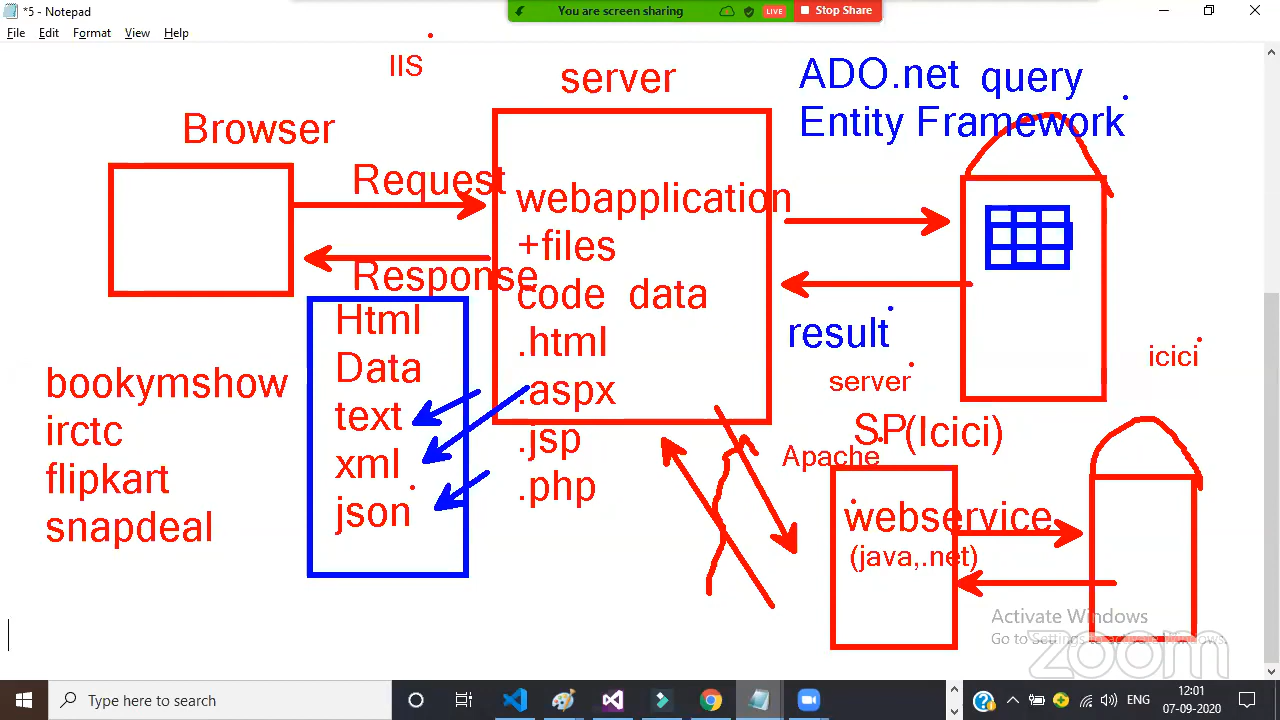 *5 - Notepad
You are screen sharing
LIVE
Stop Share
File Edit Format View Help
IIS
server
ADO.net query
Entity Framework
Browser
Request
Response
webapplication
+files
code data
.html
.aspx
.jsp
.php
Html
Data
text
xml
json
result
bookymshow
irctc
flipkart
snapdeal
server
icici
SP(Icici)
Apache
webservice
(java,.net)
Activate Windows
Go to Settings to activate Windows.
zoom
Type here to search
ENG
12:01
07-09-2020